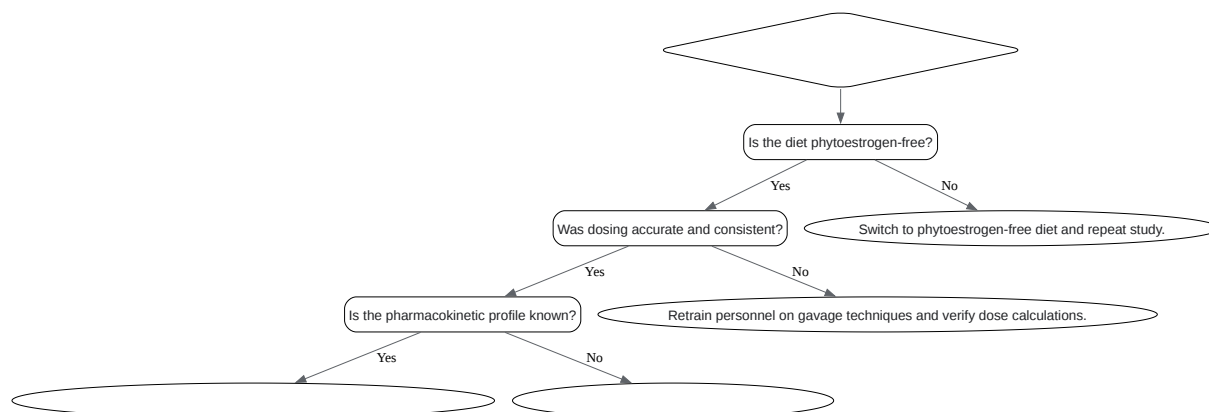 Is the diet phytoestrogen-free?
Yes
No
Was dosing accurate and consistent?
Switch to phytoestrogen-free diet and repeat study.
Yes
No
Is the pharmacokinetic profile known?
Retrain personnel on gavage techniques and verify dose calculations.
Yes
No